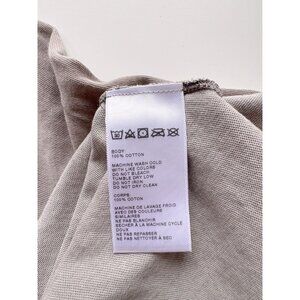 BODY:
100% COTTON
MACHINE WASH COLD
WITH LIKE COLORS
DO NOT BLEACH
TUMBLE DRY LOW
DO NOT IRON
DO NOT DRY CLEAN
CORPS:
100% COTON
MACHINE DE LAVAGE FROID
AVEC DES COULEURS
SIMILAIRES
NE PAS BLANCHIR
SÉCHER À LA MACHINE CYCLE
DOUX
NE PAS REPASSER
NE PAS NETTOYER À SEC